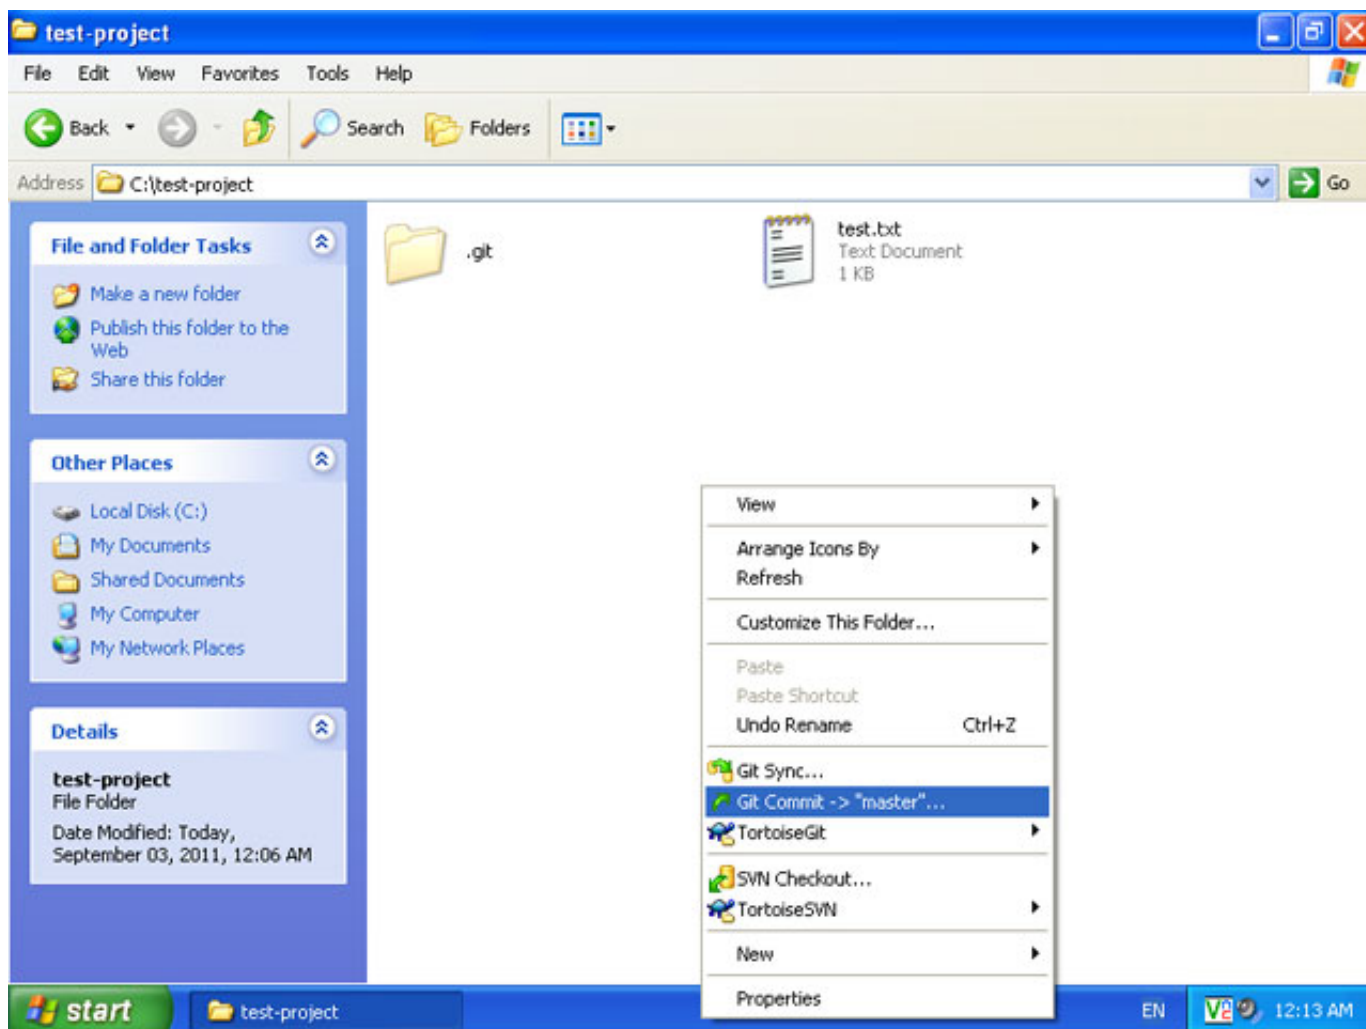 test-project
File Edit View Favorites Tools Help
Back Search Folders
Address C:\test-project Go
File and Folder Tasks
Make a new folder
Publish this folder to the
Web
Share this folder
Other Places
Local Disk (C:)
My Documents
Shared Documents
My Computer
My Network Places
Details
test-project
File Folder
Date Modified: Today,
September 03, 2011, 12:06 AM
.git
test.txt
Text Document
1 KB
View
Arrange Icons By
Refresh
Customize This Folder...
Paste
Paste Shortcut
Undo Rename Ctrl+Z
Git Sync...
Git Commit -> "master"...
TortoiseGit
SVN Checkout...
TortoiseSVN
New
Properties
start test-project EN 12:13 AM